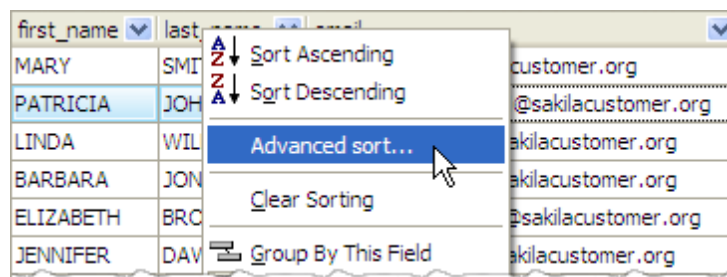 first_name last_name email
MARY SMI customer.org
Sort Ascending
PATRICIA JOH @sakilacustomer.org
Sort Descending
LINDA WIL akilacustomer.org
Advanced sort...
BARBARA JON akilacustomer.org
Clear Sorting
ELIZABETH BRO @sakilacustomer.org
JENNIFER DAV akilacustomer.org
Group By This Field